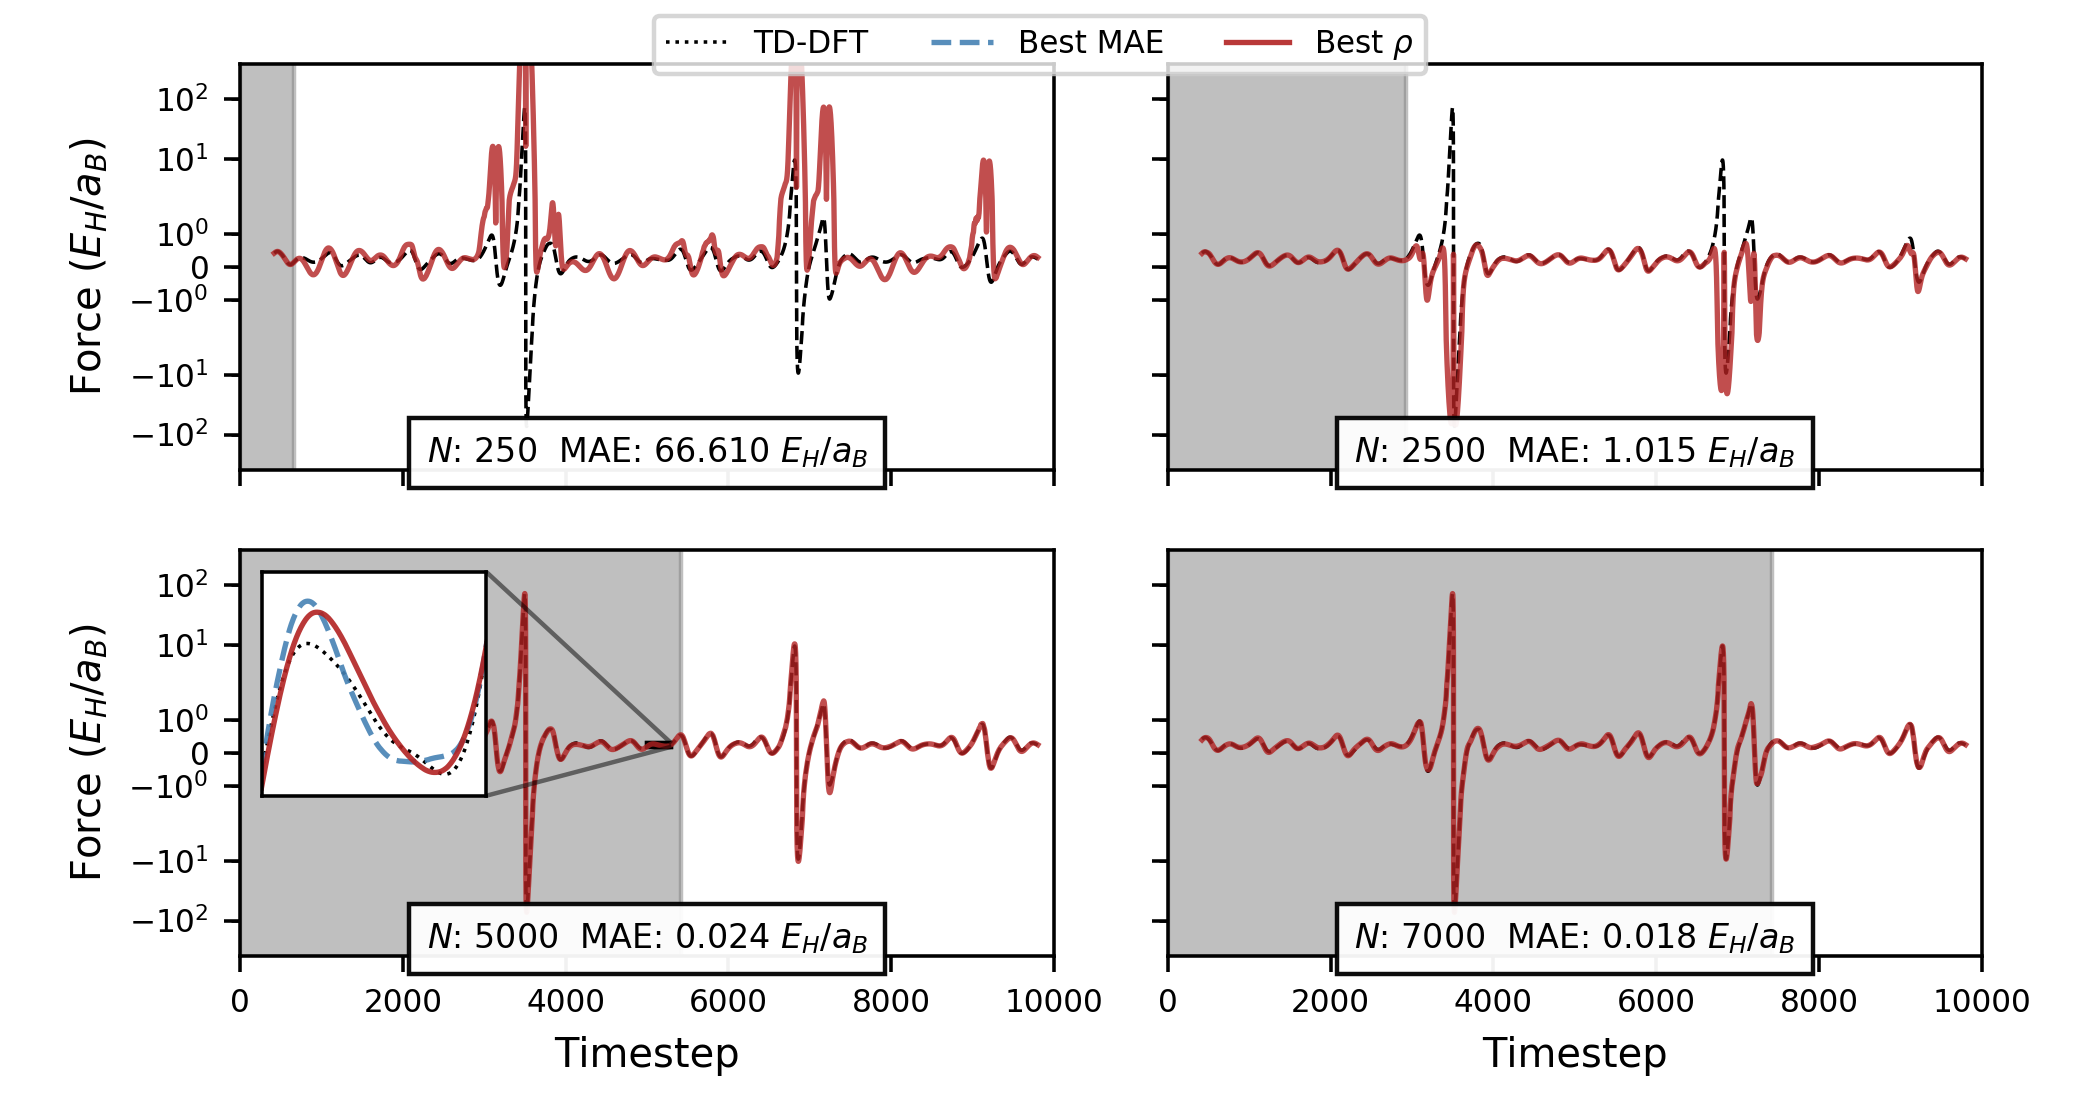 TD-DFT Best MAE Best ρ
Force (E_H/a_B)
10²
10¹
10⁰
0
−10⁰
−10¹
−10²
N: 250 MAE: 66.610 E_H/a_B
N: 2500 MAE: 1.015 E_H/a_B
Force (E_H/a_B)
10²
10¹
10⁰
0
−10⁰
−10¹
−10²
N: 5000 MAE: 0.024 E_H/a_B
N: 7000 MAE: 0.018 E_H/a_B
0 2000 4000 6000 8000 10000
0 2000 4000 6000 8000 10000
Timestep
Timestep